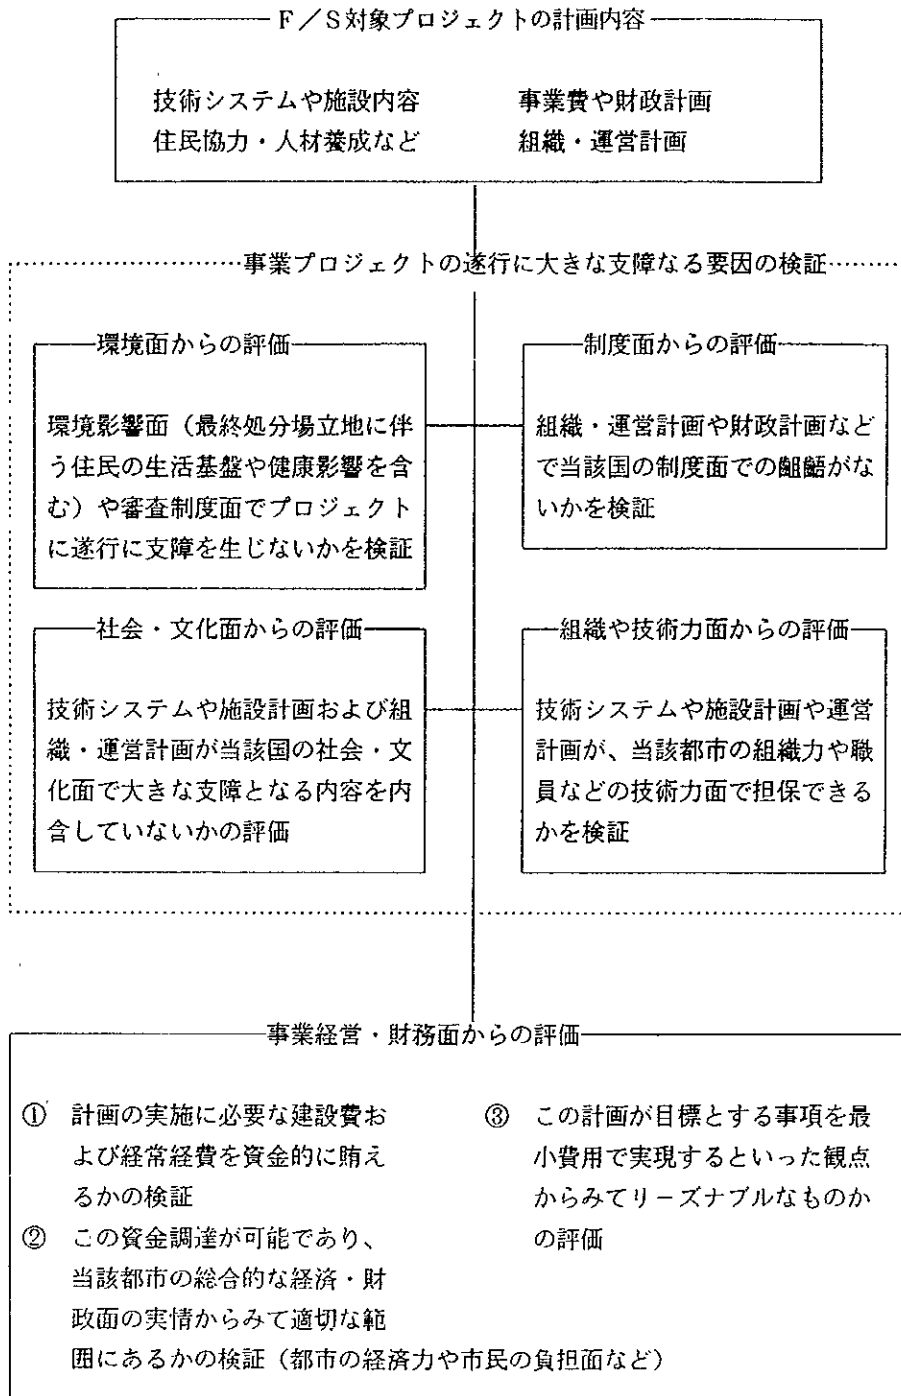 F／S対象プロジェクトの計画内容
技術システムや施設内容
住民協力・人材養成など
事業費や財政計画
組織・運営計画
事業プロジェクトの遂行に大きな支障なる要因の検証
環境面からの評価
環境影響面（最終処分場立地に伴
う住民の生活基盤や健康影響を含
む）や審査制度面でプロジェクト
に遂行に支障を生じないかを検証
制度面からの評価
組織・運営計画や財政計画など
で当該国の制度面での齟齬がな
いかを検証
社会・文化面からの評価
技術システムや施設計画および組
織・運営計画が当該国の社会・文
化面で大きな支障となる内容を内
含していないかの評価
組織や技術力面からの評価
技術システムや施設計画や運営
計画が、当該都市の組織力や職
員などの技術力面で担保できる
かを検証
事業経営・財務面からの評価
① 計画の実施に必要な建設費お
よび経常経費を資金的に賄え
るかの検証
② この資金調達が可能であり、
当該都市の総合的な経済・財
政面の実情からみて適切な範
囲にあるかの検証（都市の経済力や市民の負担面など）
③ この計画が目標とする事項を最
小費用で実現するといった観点
からみてリーズナブルなものか
の評価